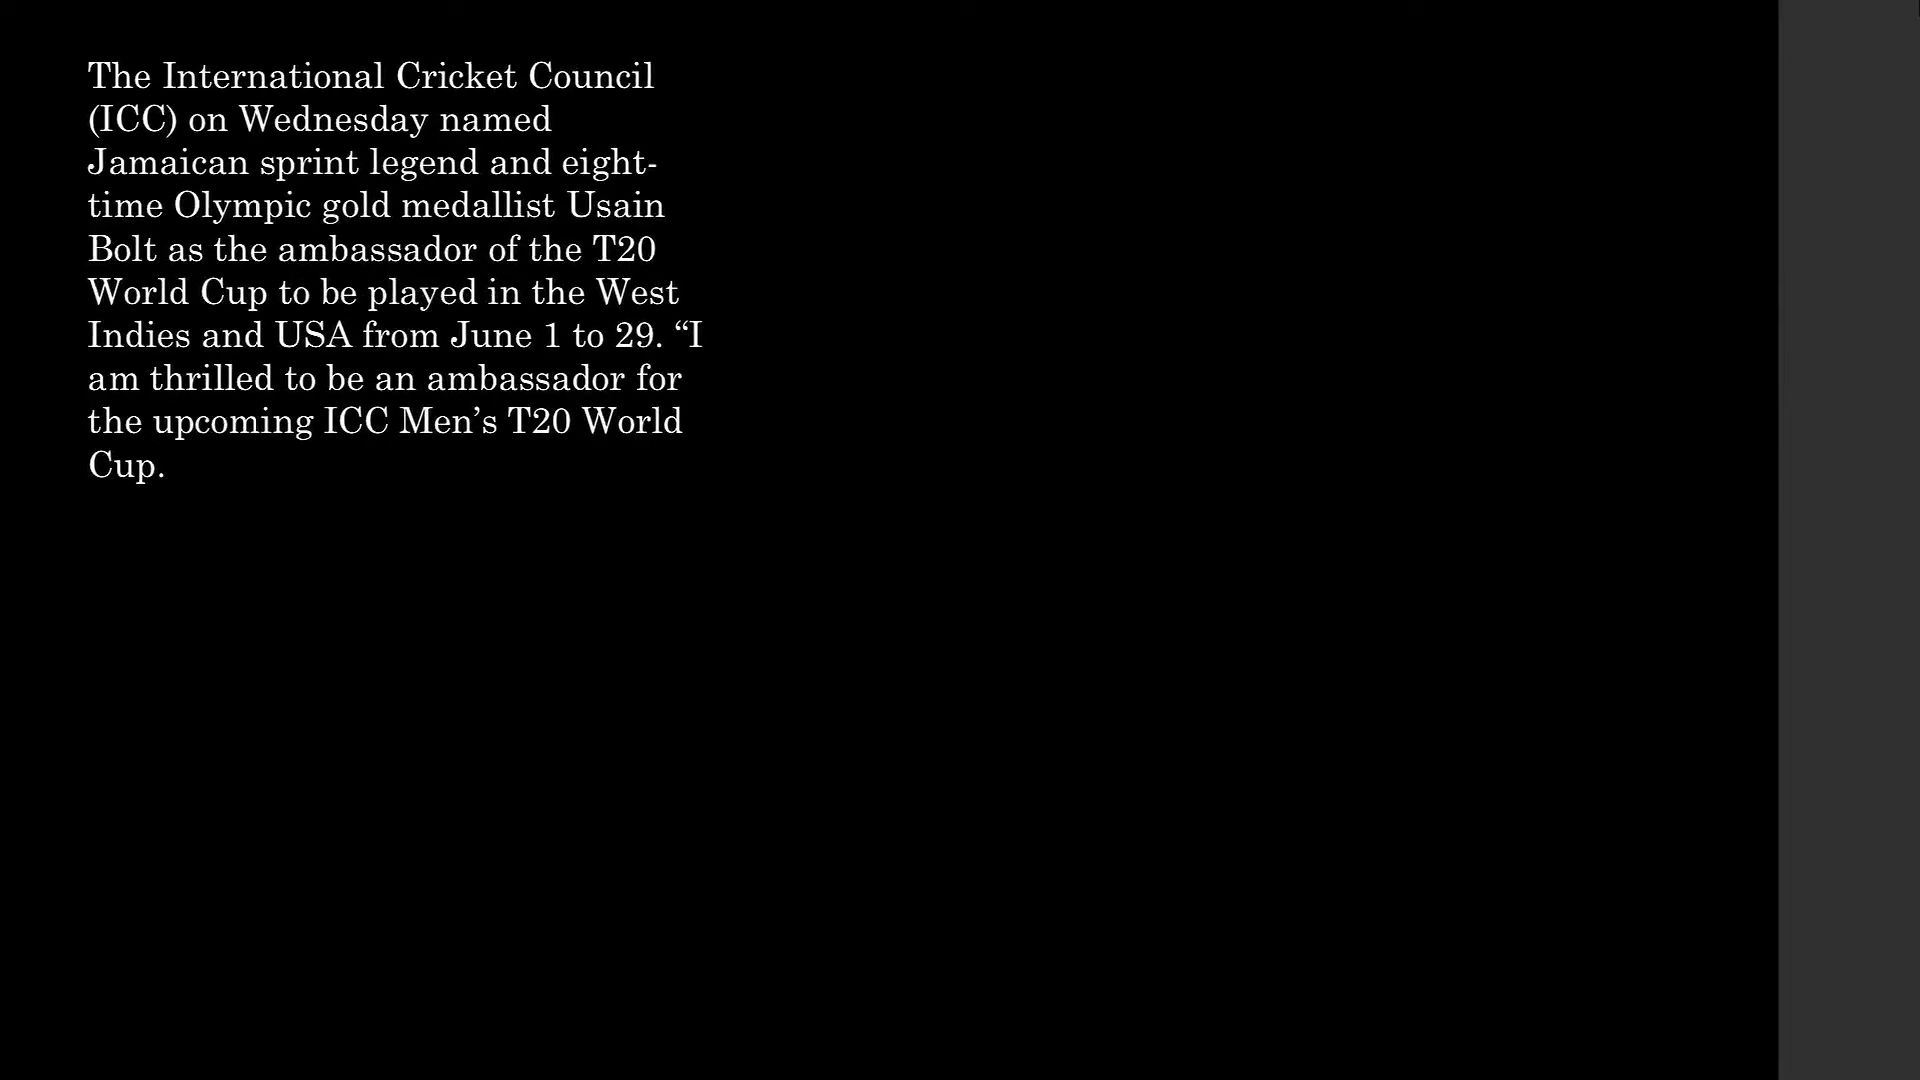 The International Cricket Council
(ICC) on Wednesday named
Jamaican sprint legend and eight-
time Olympic gold medallist Usain
Bolt as the ambassador of the T20
World Cup to be played in the West
Indies and USA from June 1 to 29. “I
am thrilled to be an ambassador for
the upcoming ICC Men’s T20 World
Cup.